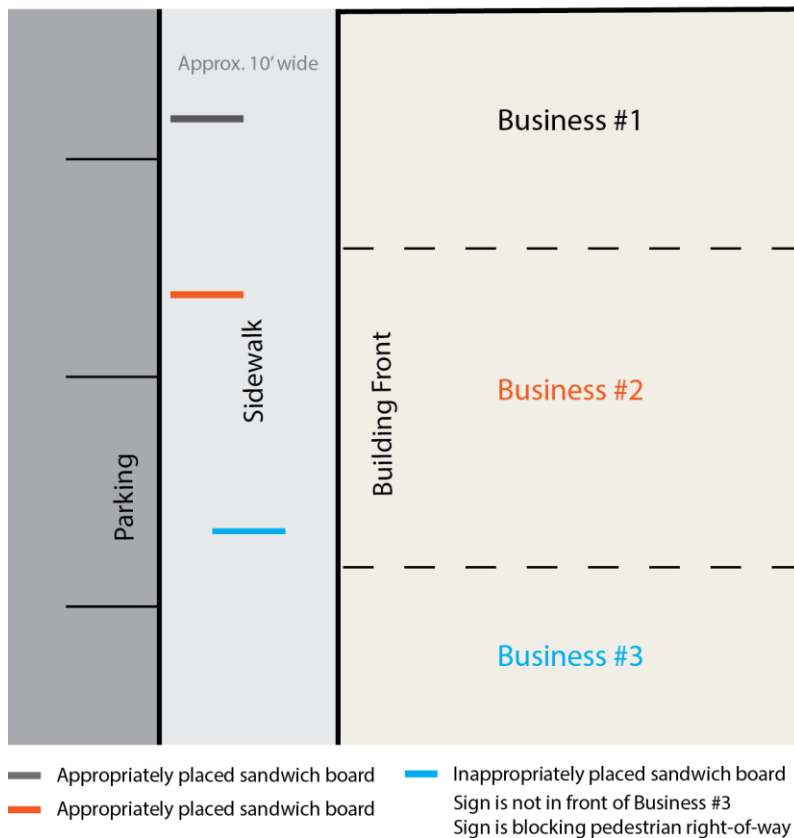 Approx. 10' wide
Business #1
Sidewalk
Building Front
Business #2
Parking
Business #3
Appropriately placed sandwich board
Appropriately placed sandwich board
Inappropriately placed sandwich board
Sign is not in front of Business #3
Sign is blocking pedestrian right-of-way